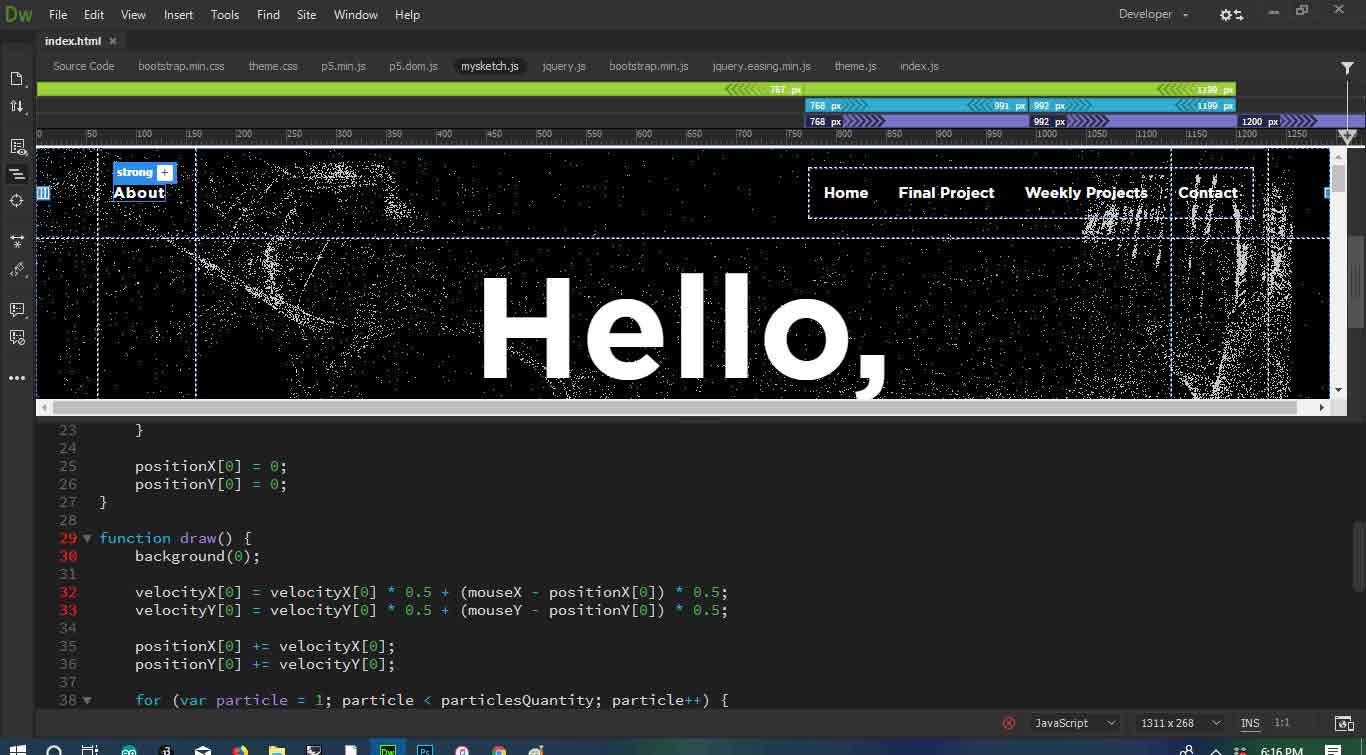 Dw File Edit View Insert Tools Find Site Window Help Developer
index.html
Source Code bootstrap.min.css theme.css p5.min.js p5.dom.js mysketch.js jquery.js bootstrap.min.js jquery.easing.min.js theme.js index.js
767 px 1199 px
768 px 991 px 992 px 1199 px
768 px 992 px 1200 px
0 50 100 150 200 250 300 350 400 450 500 550 600 650 700 750 800 850 900 950 1000 1050 1100 1150 1200 1250
strong +
About Home Final Project Weekly Projects Contact
Hello,
23 }
24
25 positionX[0] = 0;
26 positionY[0] = 0;
27 }
28
29 function draw() {
30 background(0);
31
32 velocityX[0] = velocityX[0] * 0.5 + (mouseX - positionX[0]) * 0.5;
33 velocityY[0] = velocityY[0] * 0.5 + (mouseY - positionY[0]) * 0.5;
34
35 positionX[0] += velocityX[0];
36 positionY[0] += velocityY[0];
37
38 for (var particle = 1; particle < particlesQuantity; particle++) {
JavaScript 1311 x 268 INS 1:1
Dw Ps 6:16 PM